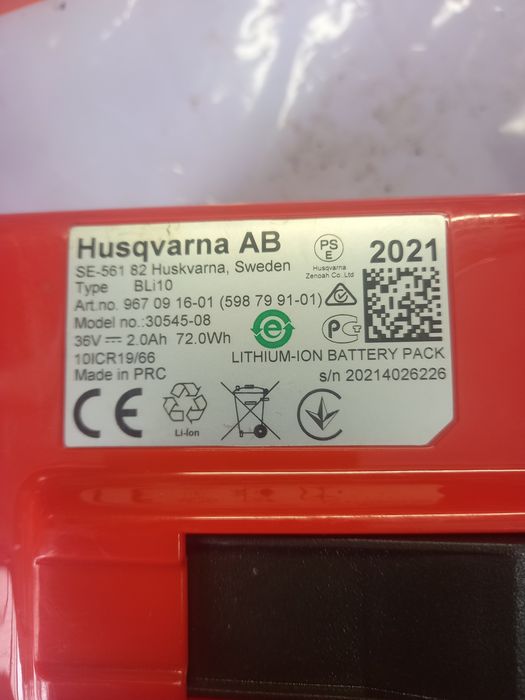 Husqvarna AB
SE-561 82 Huskvarna, Sweden
Type BLi10
Art.no. 967 09 16-01 (598 79 91-01)
Model no.:30545-08
36V 2.0Ah 72.0Wh
10ICR19/66
Made in PRC
PS
E
Husqvarna
Zenoah Co. Ltd
2021
e
LITHIUM-ION BATTERY PACK
s/n 20214026226
CE
Li-Ion